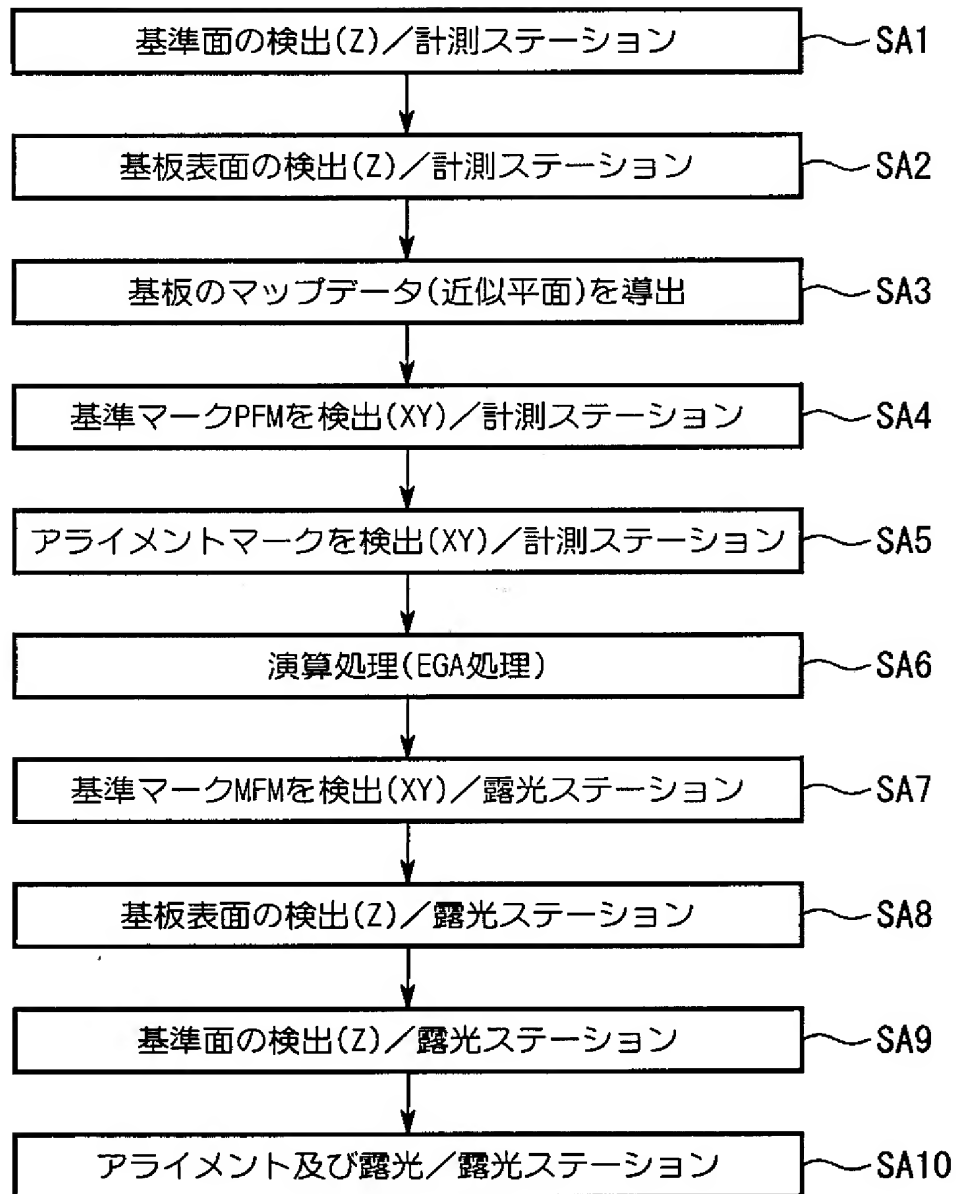 基準面の検出(Z)／計測ステーション SA1
基板表面の検出(Z)／計測ステーション SA2
基板のマップデータ(近似平面)を導出 SA3
基準マークPFMを検出(XY)／計測ステーション SA4
アライメントマークを検出(XY)／計測ステーション SA5
演算処理(EGA処理) SA6
基準マークMFMを検出(XY)／露光ステーション SA7
基板表面の検出(Z)／露光ステーション SA8
基準面の検出(Z)／露光ステーション SA9
アライメント及び露光／露光ステーション SA10